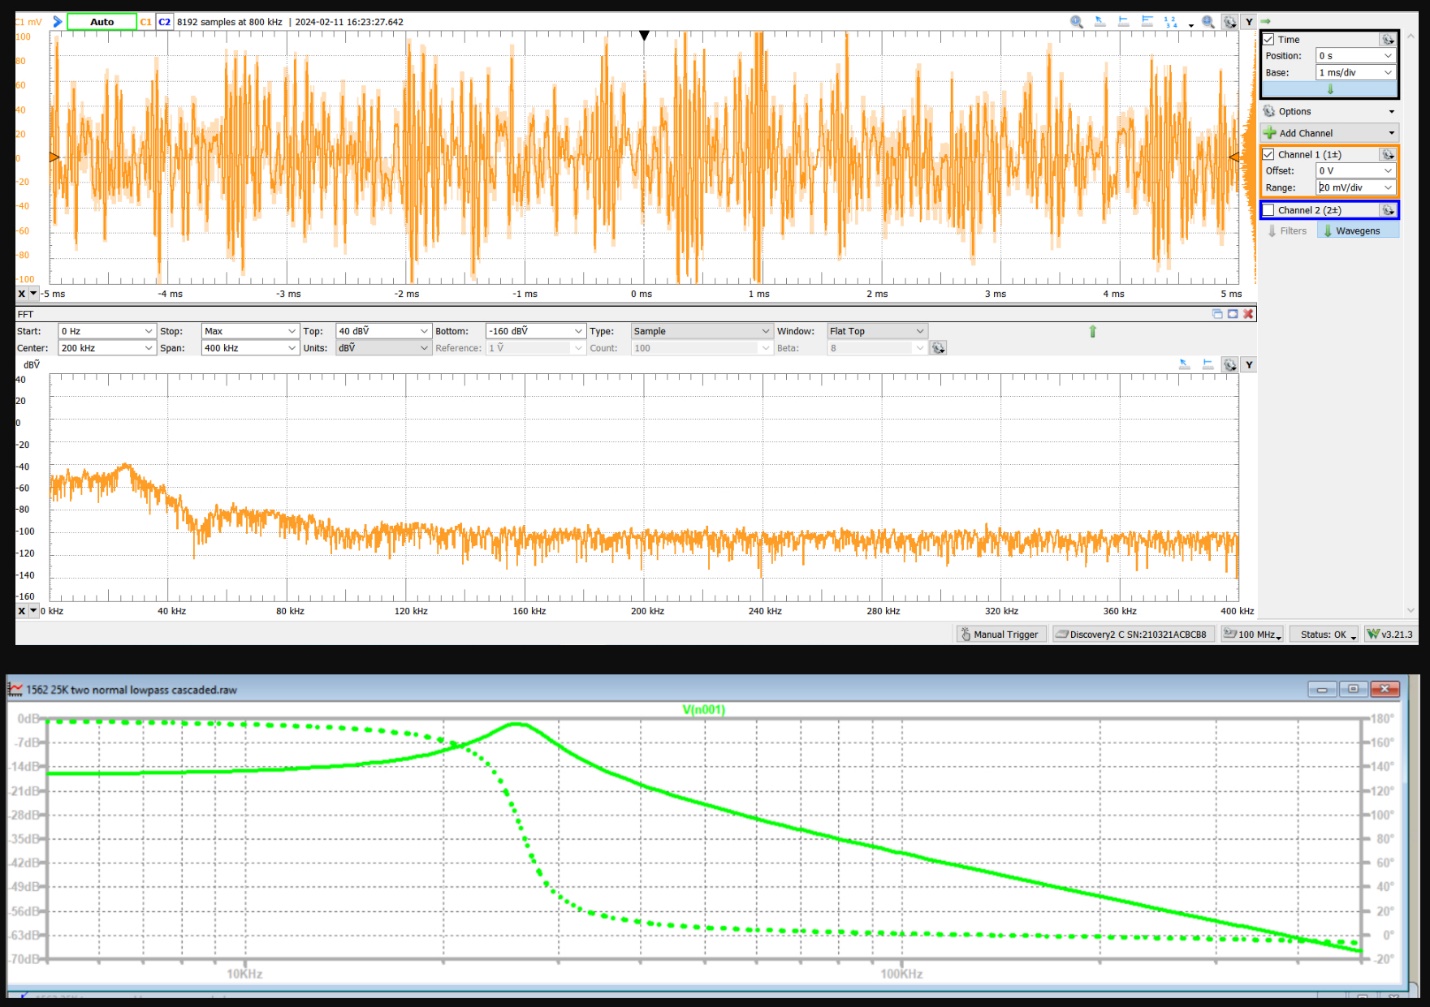 C1 mV Auto C1 C2 8192 samples at 800 kHz | 2024-02-11 16:23:27.642 Y
100
80
60
40
20
0
-20
-40
-60
-80
-100
X -5 ms -4 ms -3 ms -2 ms -1 ms 0 ms 1 ms 2 ms 3 ms 4 ms 5 ms
Time
Position: 0 s
Base: 1 ms/div
Options
Add Channel
Channel 1 (1±)
Offset: 0 V
Range: 20 mV/div
Channel 2 (2±)
Filters Wavegens
FFT
Start: 0 Hz Stop: Max Top: 40 dBṼ Bottom: -160 dBṼ Type: Sample Window: Flat Top
Center: 200 kHz Span: 400 kHz Units: dBṼ Reference: 1 Ṽ Count: 100 Beta: 8
dBṼ Y
40
20
0
-20
-40
-60
-80
-100
-120
-140
-160
X 0 kHz 40 kHz 80 kHz 120 kHz 160 kHz 200 kHz 240 kHz 280 kHz 320 kHz 360 kHz 400 kHz
Manual Trigger Discovery2 C SN:210321ACBCB8 100 MHz Status: OK v3.21.3
1562 25K two normal lowpass cascaded.raw
V(n001)
0dB 180°
-7dB 160°
-14dB 140°
-21dB 120°
-28dB 100°
-35dB 80°
-42dB 60°
-49dB 40°
-56dB 20°
-63dB 0°
-70dB -20°
10KHz 100KHz